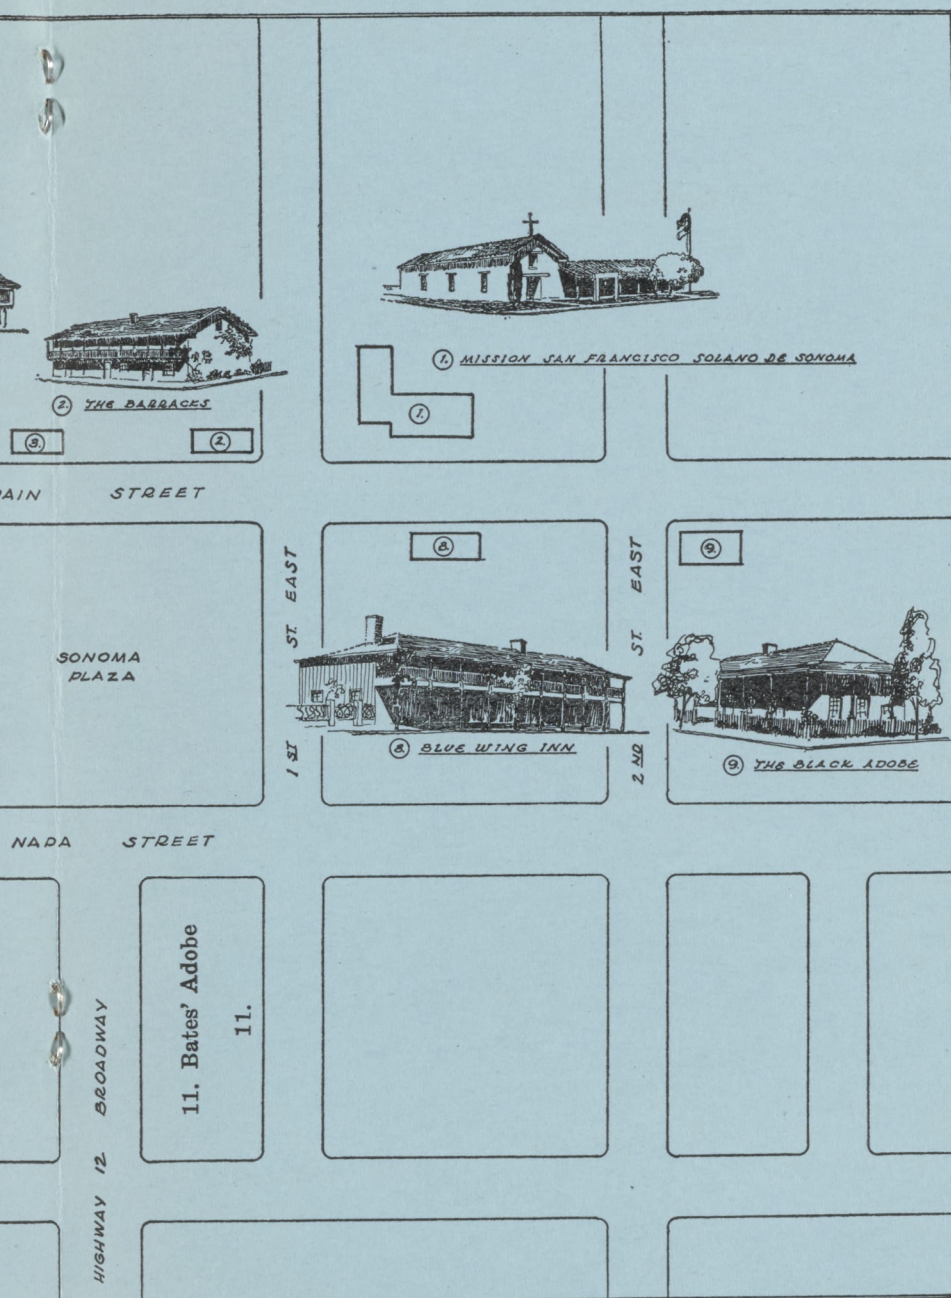 1. MISSION SAN FRANCISCO SOLANO DE SONOMA
2. THE BARRACKS
1.
3.
2.
STREET
8.
9.
1 ST ST. EAST
2 ND ST. EAST
SONOMA
PLAZA
8. BLUE WING INN
9. THE BLACK ADOBE
NAPA STREET
11. Bates' Adobe
11.
HIGHWAY 12 BROADWAY